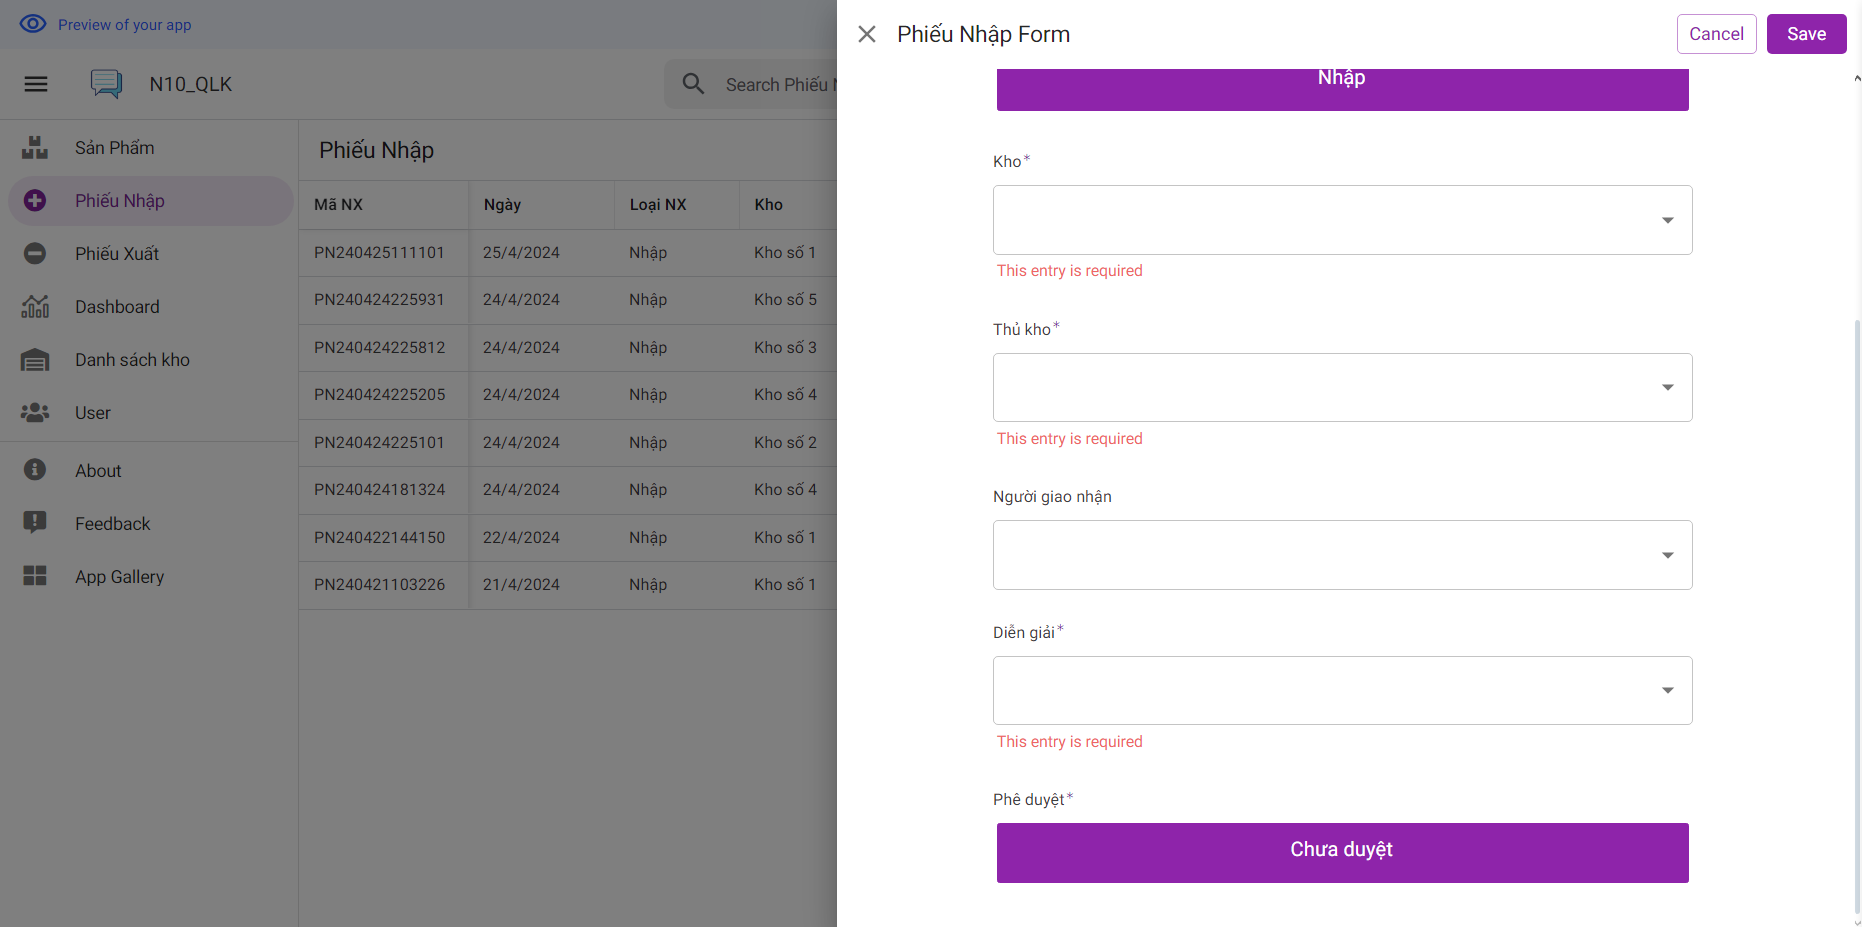 Preview of your app
N10_QLK
Search Phiếu N
Sản Phẩm
Phiếu Nhập
Phiếu Xuất
Dashboard
Danh sách kho
User
About
Feedback
App Gallery
Phiếu Nhập
Mã NX Ngày Loại NX Kho
PN240425111101 25/4/2024 Nhập Kho số 1
PN240424225931 24/4/2024 Nhập Kho số 5
PN240424225812 24/4/2024 Nhập Kho số 3
PN240424225205 24/4/2024 Nhập Kho số 4
PN240424225101 24/4/2024 Nhập Kho số 2
PN240424181324 24/4/2024 Nhập Kho số 4
PN240422144150 22/4/2024 Nhập Kho số 1
PN240421103226 21/4/2024 Nhập Kho số 1
Phiếu Nhập Form
Cancel
Save
Nhập
Kho*
This entry is required
Thủ kho*
This entry is required
Người giao nhận
Diễn giải*
This entry is required
Phê duyệt*
Chưa duyệt